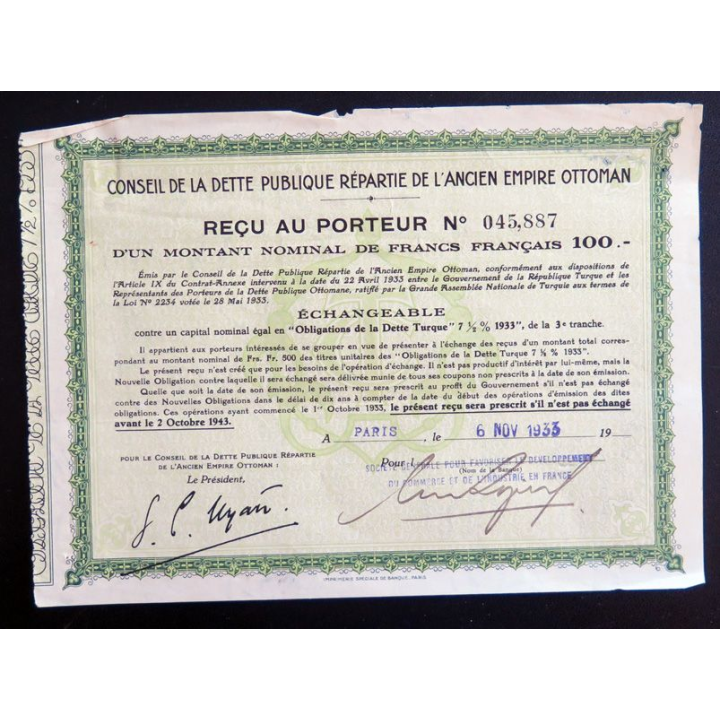 CONSEIL DE LA DETTE PUBLIQUE RÉPARTIE DE L'ANCIEN EMPIRE OTTOMAN
REÇU AU PORTEUR No 045,887
D'UN MONTANT NOMINAL DE FRANCS FRANÇAIS 100.-
Émis par le Conseil de la Dette Publique Répartie de l'Ancien Empire Ottoman, conformément aux dispositions de
l'Article IX du Contrat-Annexe intervenu à la date du 22 Avril 1933 entre le Gouvernement de la République Turque et les
Représentants des Porteurs de la Dette Publique Ottomane, ratifié par la Grande Assemblée Nationale de Turquie aux termes de
la Loi No 2234 votée le 28 Mai 1933.
ÉCHANGEABLE
contre un capital nominal égal en "Obligations de la Dette Turque" 7 ½ % 1933", de la 3e tranche.
Il appartient aux porteurs intéressés de se grouper en vue de présenter à l'échange des reçus d'un montant total corres-
pondant au montant nominal de Frs. Fr. 500 des titres unitaires des "Obligations de la Dette Turque 7 ½ % 1933".
Le présent reçu n'est créé que pour les besoins de l'opération d'échange. Il n'est pas productif d'intérêt par lui-même, mais la
Nouvelle Obligation contre laquelle il sera échangé sera délivrée munie de tous ses coupons non prescrits à la date de son émission.
Quelle que soit la date de son émission, le présent reçu sera prescrit au profit du Gouvernement s'il n'est pas échangé
contre des Nouvelles Obligations dans le délai de dix ans à compter de la date du début des opérations d'émission des dites
obligations. Ces opérations ayant commencé le 1er Octobre 1933, le présent reçu sera prescrit s'il n'est pas échangé
avant le 2 Octobre 1943.
A PARIS, le 6 NOV 1933 19
POUR LE CONSEIL DE LA DETTE PUBLIQUE RÉPARTIE
DE L'ANCIEN EMPIRE OTTOMAN :
Le Président,
Pour l
(Nom de la Banque)
SOCIÉTÉ GÉNÉRALE POUR FAVORISER LE DÉVELOPPEMENT
DU COMMERCE ET DE L'INDUSTRIE EN FRANCE
IMPRIMERIE SPÉCIALE DE BANQUE, PARIS